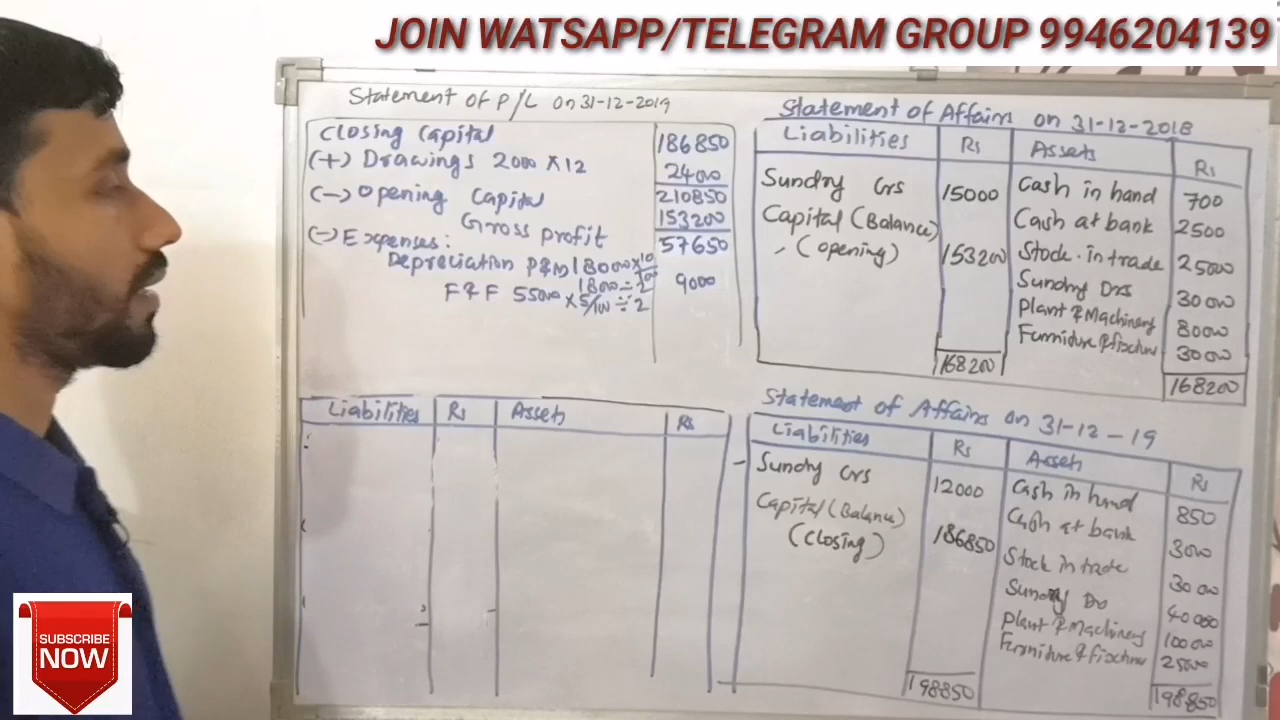 JOIN WATSAPP/TELEGRAM GROUP 9946204139
Statement of P/L on 31-12-2019
Closing Capital 186850
(+) Drawings 2000 x 12 24000
210850
(-) Opening Capital 153200
Gross profit 57650
(-) Expenses:
Depreciation P&M 18000 x 10/100
1800 ÷ 2 9000
F & F 55000 x 5/100 ÷ 2
Statement of Affairs on 31-12-2018
Liabilities Rs Assets Rs
Sundry Crs 15000 Cash in hand 700
Capital (Balance) Cash at bank 2500
(opening) 153200 Stock in trade 25000
Sundry Drs 30000
Plant & Machinery 80000
Furniture & fixture 30000
168200 168200
Liabilities Rs Assets Rs
Statement of Affairs on 31-12-19
Liabilities Rs Assets Rs
Sundry Crs 12000 Cash in hand 850
Capital (Balance) Cash at bank 3000
(Closing) 186850 Stock in trade 30000
Sundry Drs 40000
Plant & Machinery 100000
Furniture & fixture 25000
198850 198850
SUBSCRIBE
NOW